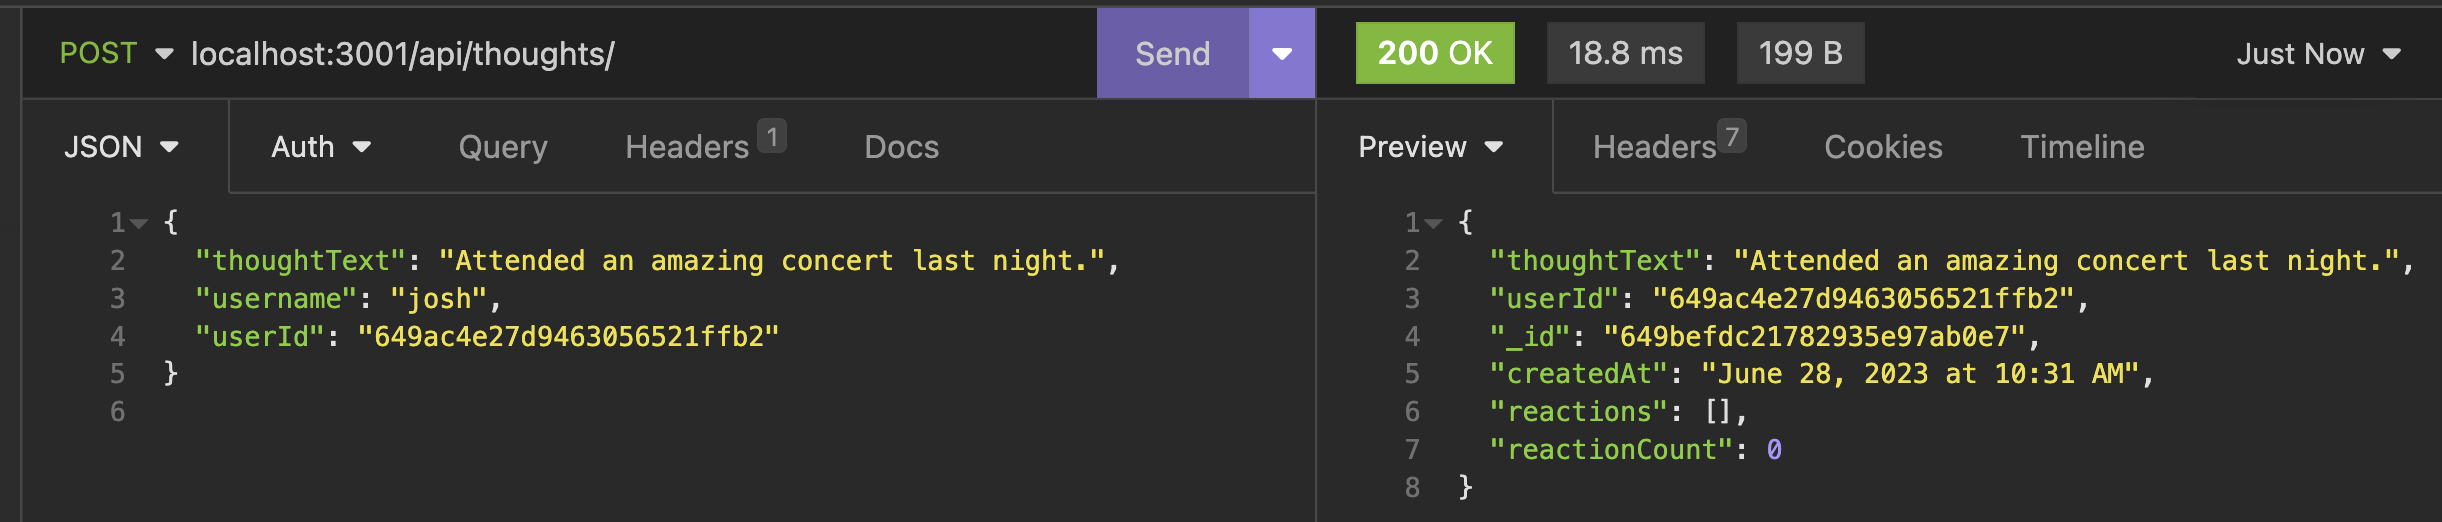 POST localhost:3001/api/thoughts/ Send 200 OK 18.8 ms 199 B Just Now
JSON Auth Query Headers 1 Docs
Preview Headers 7 Cookies Timeline
1 {
2 "thoughtText": "Attended an amazing concert last night.",
3 "username": "josh",
4 "userId": "649ac4e27d9463056521ffb2"
5 }
6
1 {
2 "thoughtText": "Attended an amazing concert last night.",
3 "userId": "649ac4e27d9463056521ffb2",
4 "_id": "649befdc21782935e97ab0e7",
5 "createdAt": "June 28, 2023 at 10:31 AM",
6 "reactions": [],
7 "reactionCount": 0
8 }